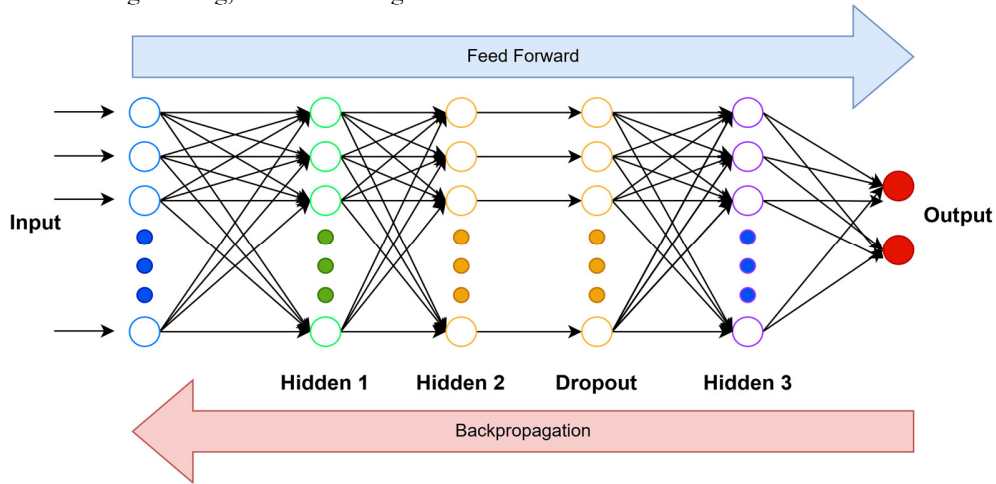 Feed Forward
Input
Output
Hidden 1
Hidden 2
Dropout
Hidden 3
Backpropagation